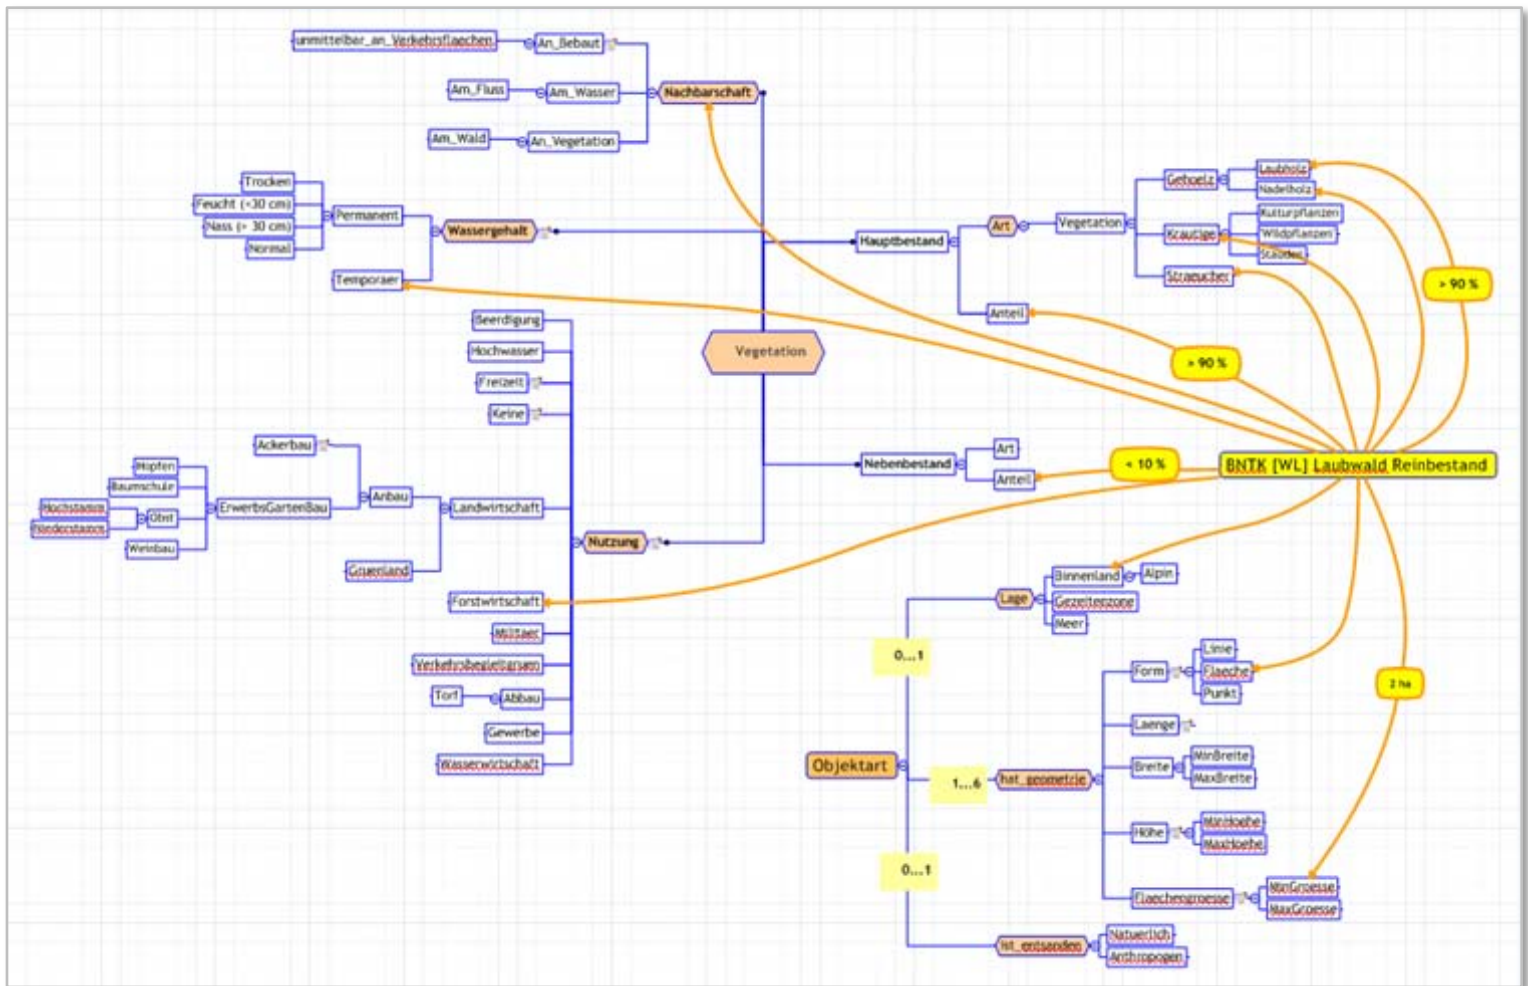 unmittelbar_an_Verkehrsflaechen
An_Bebaut
Am_Fluss
Am_Wasser
Nachbarschaft
Am_Wald
An_Vegetation
Trocken
Feucht (<30 cm)
Nass (> 30 cm)
Normal
Permanent
Wassergehalt
Temporaer
Hauptbestand
Art
Vegetation
Gehoelz
Laubholz
Nadelholz
Krautige
Kulturpflanzen
Wildpflanzen
Stauden
Straeucher
Anteil
> 90 %
> 90 %
Vegetation
Beerdigung
Hochwasser
Freizeit
Keine
Ackerbau
Hopfen
Baumschule
Hochstamm
Niederstamm
Obst
Weinbau
ErwerbsGartenBau
Anbau
Landwirtschaft
Gruenland
Nutzung
Forstwirtschaft
Militaer
Verkehrsbegleitgruen
Torf
Abbau
Gewerbe
Wasserwirtschaft
Nebenbestand
Art
Anteil
< 10 %
BNTK [WL] Laubwald Reinbestand
Lage
Binnenland
Alpin
Gezeitenzone
Meer
0...1
Form
Linie
Flaeche
Punkt
2 ha
Laenge
Objektart
1...6
hat_geometrie
Breite
MinBreite
MaxBreite
Höhe
MinHoehe
MaxHoehe
0...1
flaechengroesse
MinGroesse
MaxGroesse
ist_entsanden
Natuerlich
Anthropogen